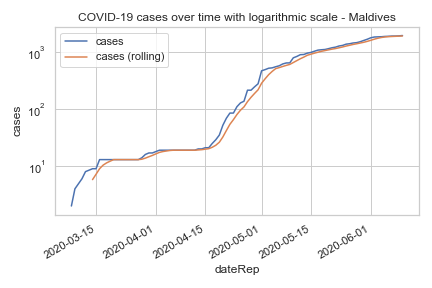 COVID-19 cases over time with logarithmic scale - Maldives
cases
cases (rolling)
10³
10²
10¹
cases
2020-03-15
2020-04-01
2020-04-15
2020-05-01
2020-05-15
2020-06-01
dateRep